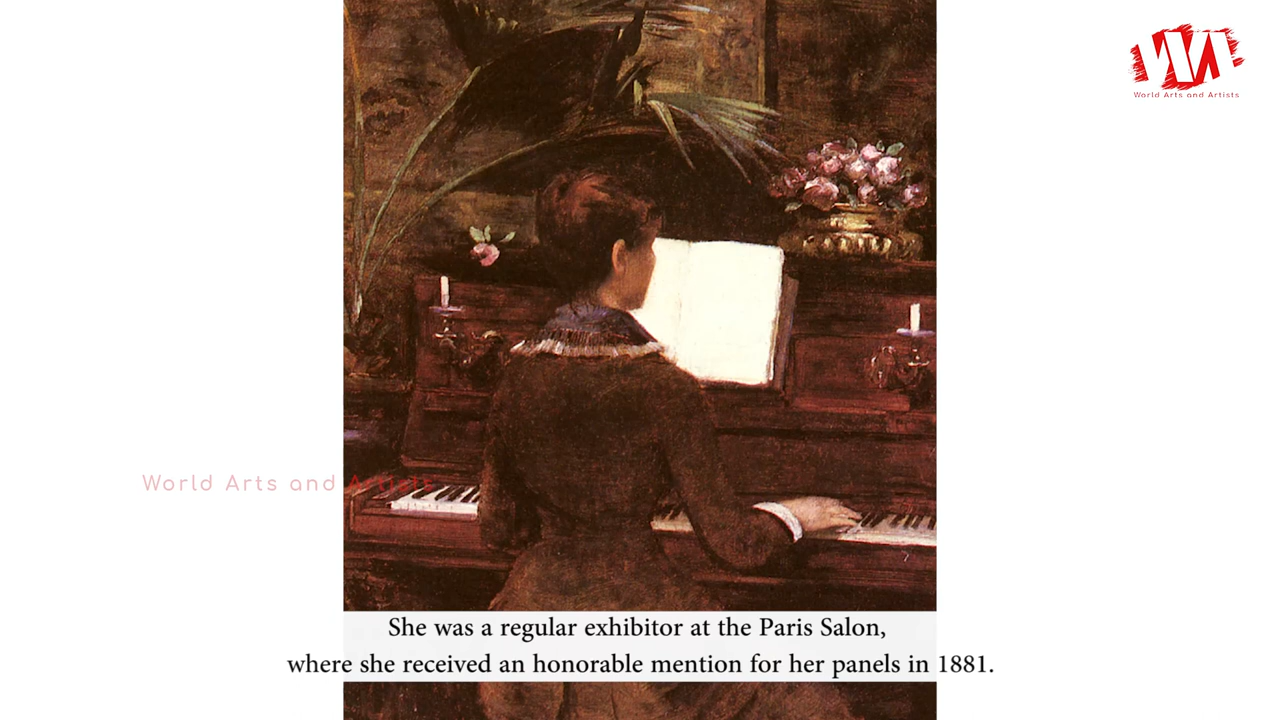 World Arts and Artists
World Arts and Artists
She was a regular exhibitor at the Paris Salon,
where she received an honorable mention for her panels in 1881.